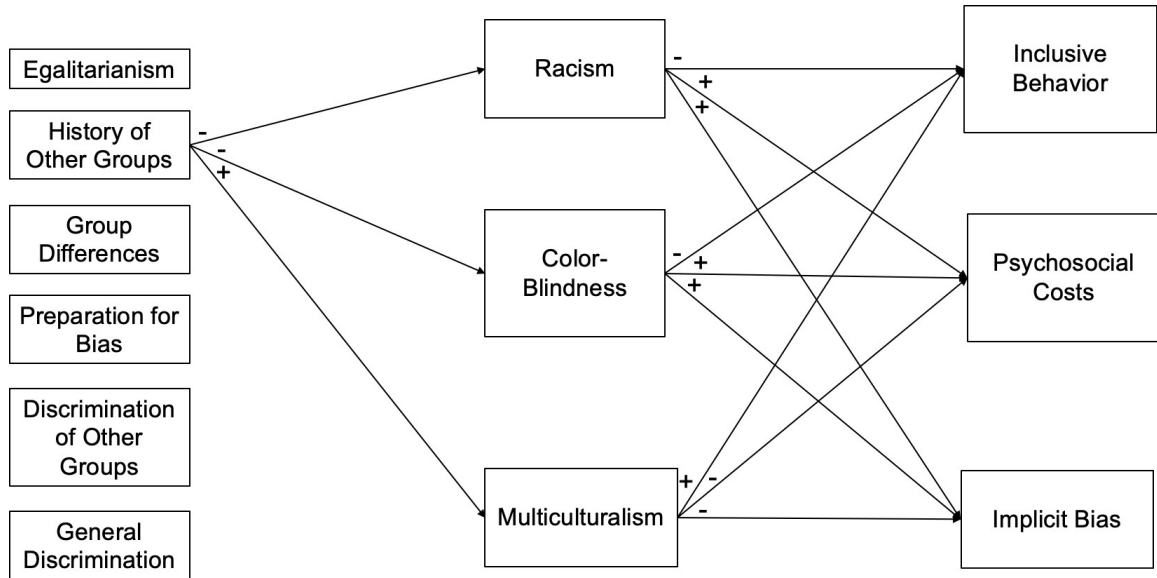 Egalitarianism
History of
Other Groups
Group
Differences
Preparation for
Bias
Discrimination
of Other
Groups
General
Discrimination
-
-
+
Racism
-
+
+
Color-
Blindness
-
+
+
Multiculturalism
+
-
-
Inclusive
Behavior
Psychosocial
Costs
Implicit Bias